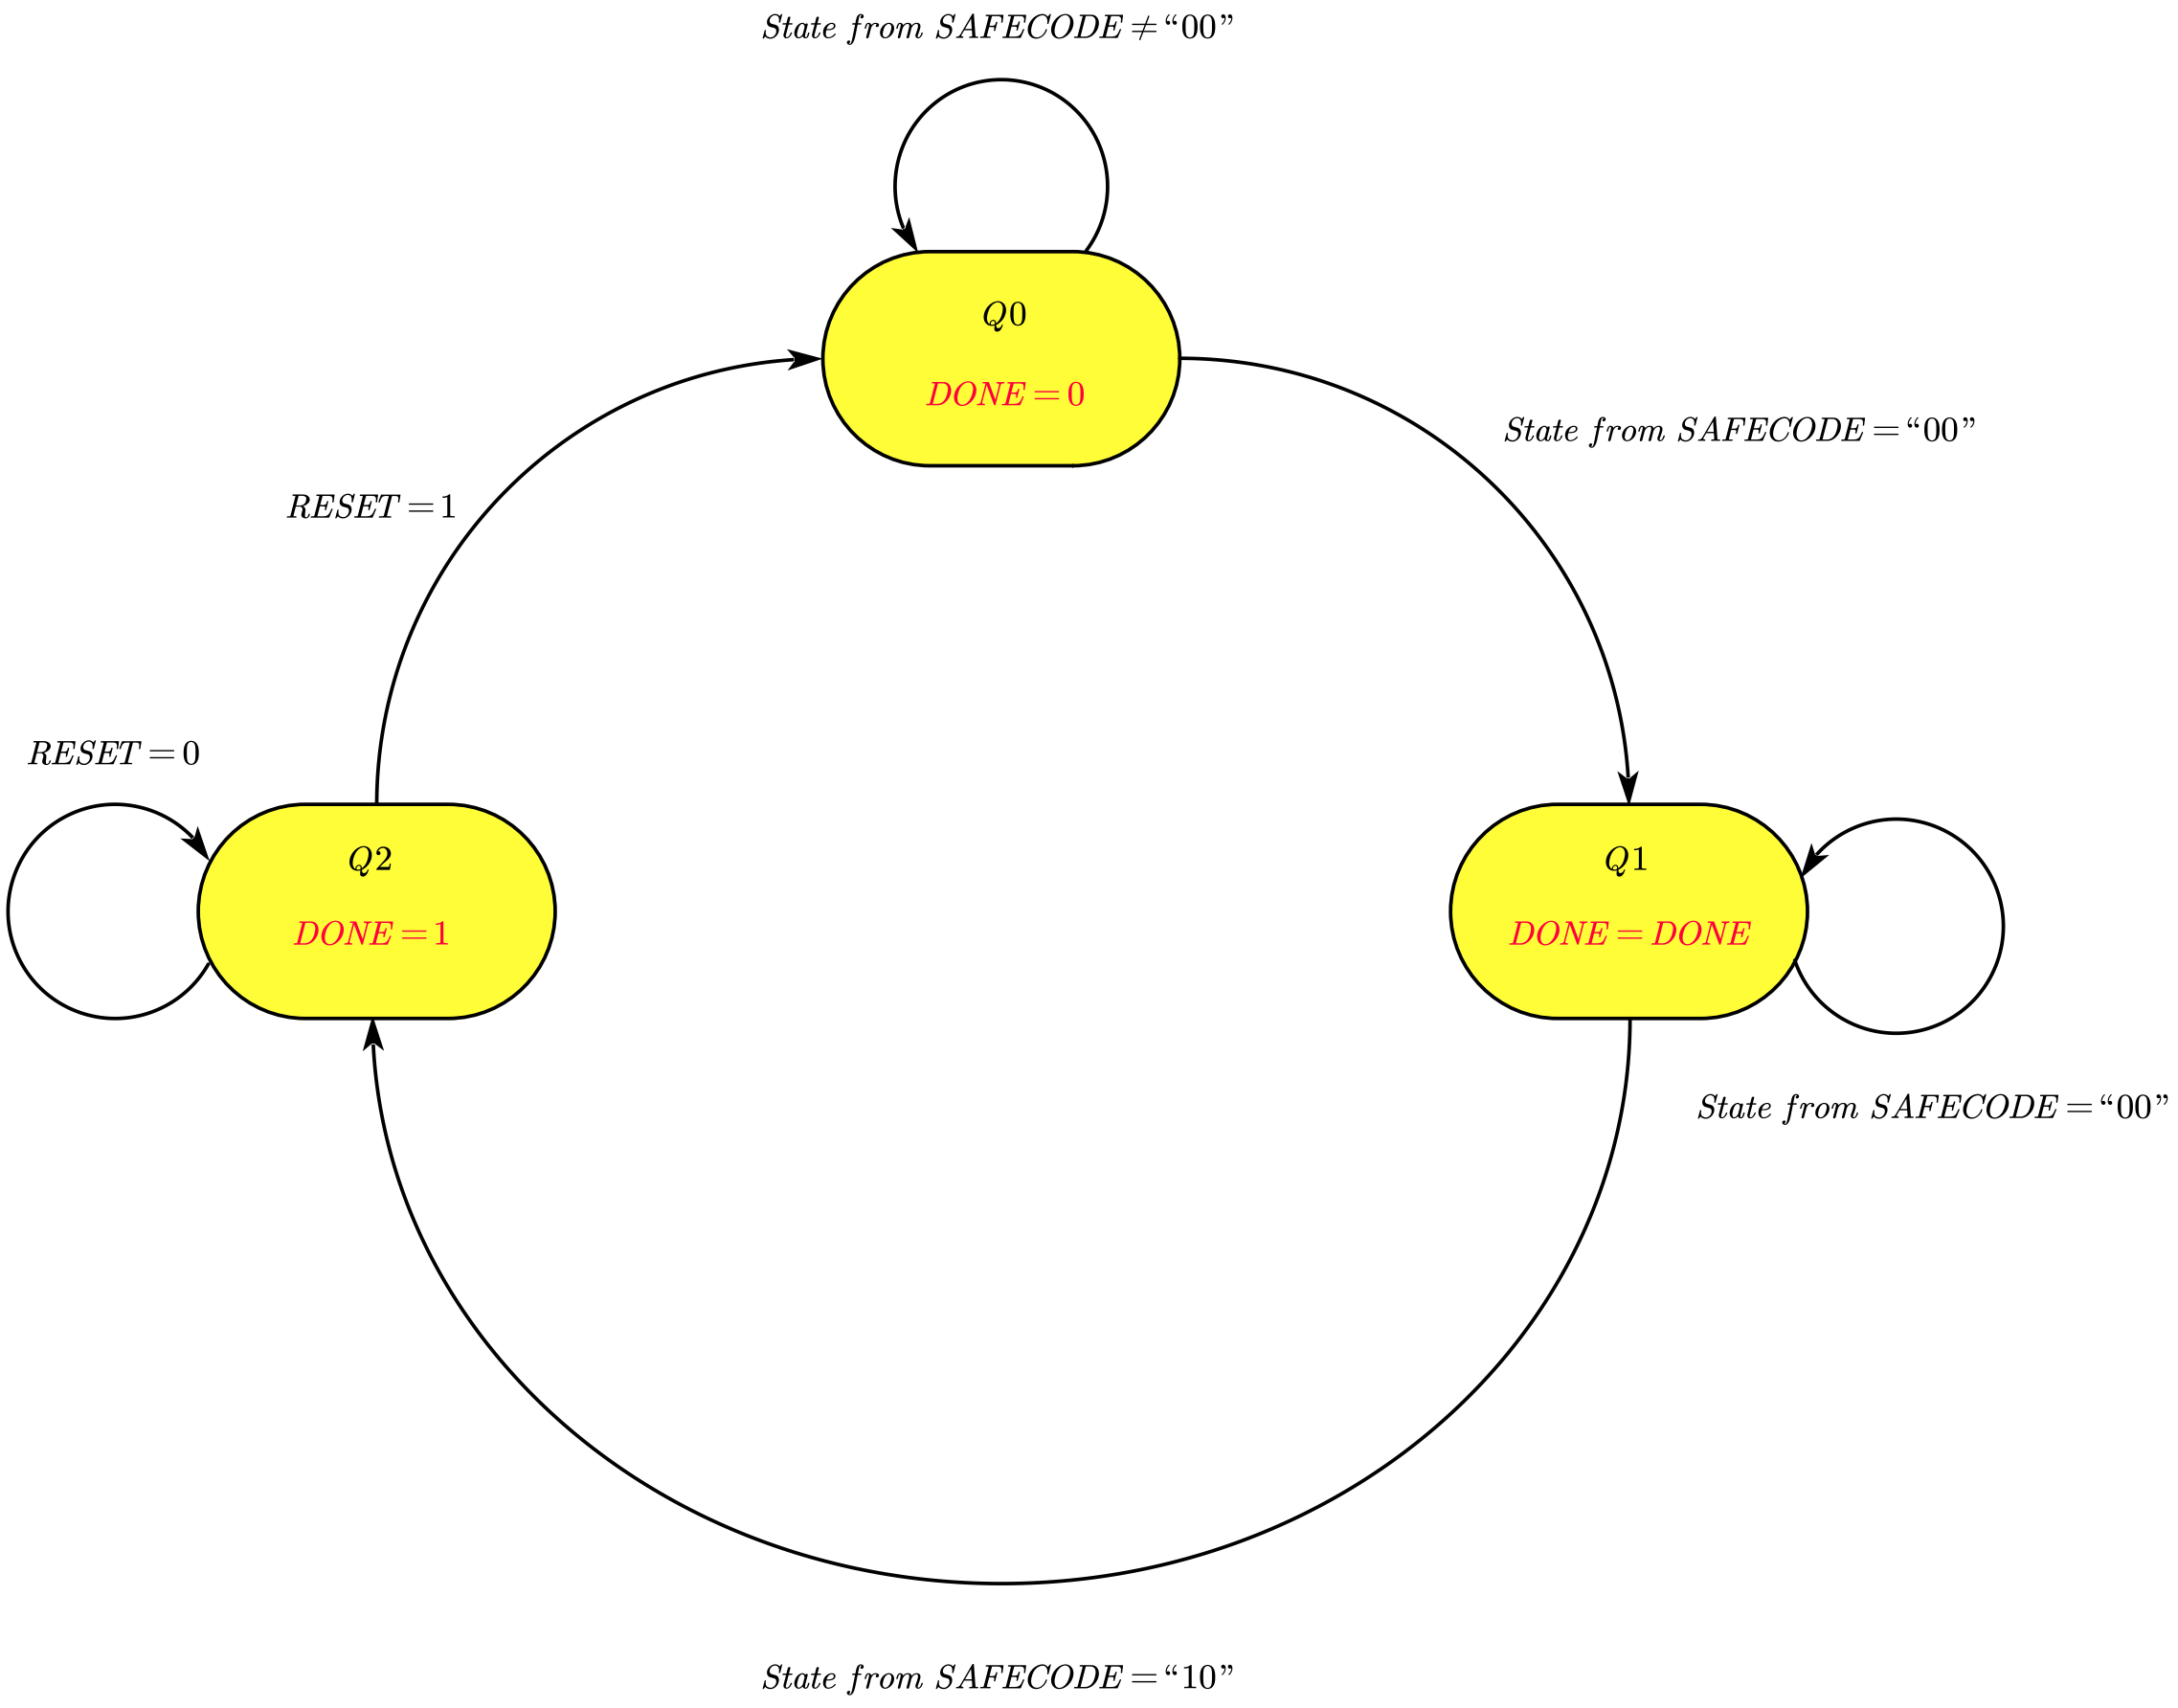 State from SAFECODE ≠ “00”
Q0
DONE = 0
State from SAFECODE = “00”
RESET = 1
RESET = 0
Q2
DONE = 1
Q1
DONE = DONE
State from SAFECODE = “00”
State from SAFECODE = “10”